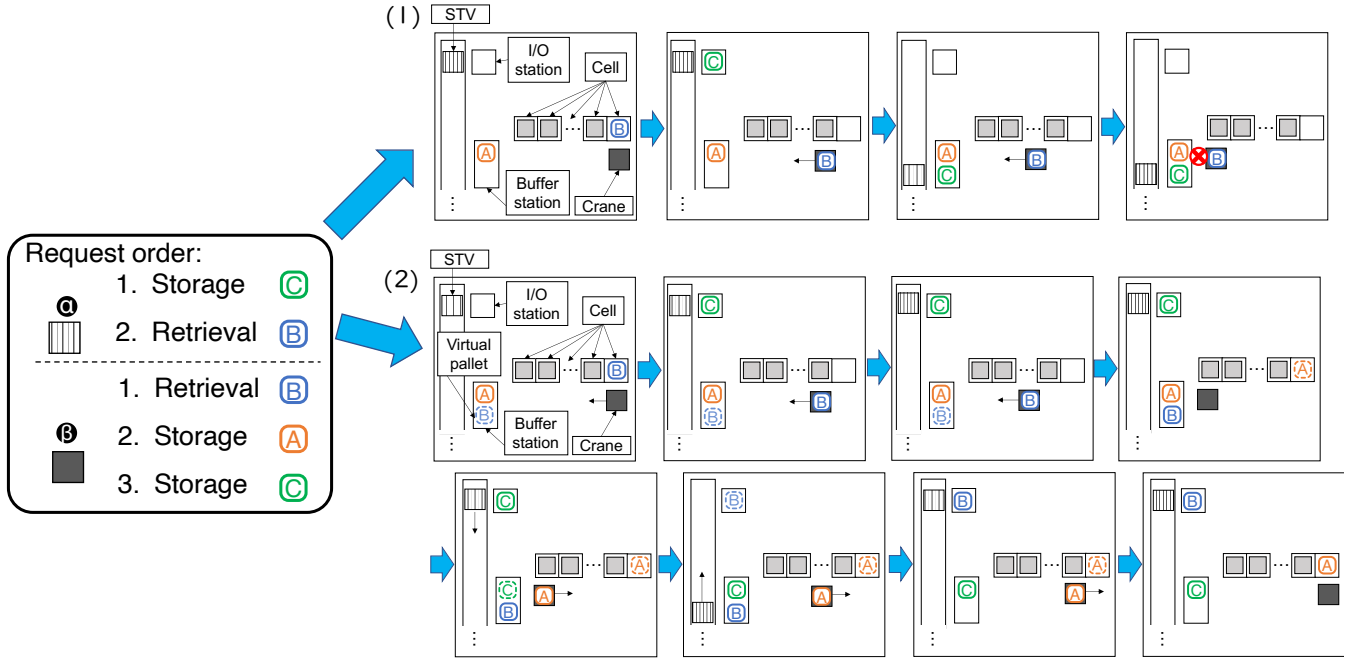 Request order:
α
1. Storage C
2. Retrieval B
β
1. Retrieval B
2. Storage A
3. Storage C
(1)
STV
I/O
station
Cell
B
A
Buffer
station
Crane
⋯
⋮
C
A
B
⋯
⋮
A
C
B
⋯
⋮
A
C
B
⋯
⋮
(2)
STV
I/O
station
Cell
Virtual
pallet
B
A
B
Buffer
station
Crane
⋯
⋮
C
A
B
B
⋯
⋮
C
A
B
B
⋯
⋮
C
A
B
A
⋯
⋮
C
A
C
B
A
⋯
⋮
B
A
C
B
A
⋯
⋮
B
A
C
A
⋯
⋮
B
A
C
⋯
⋮